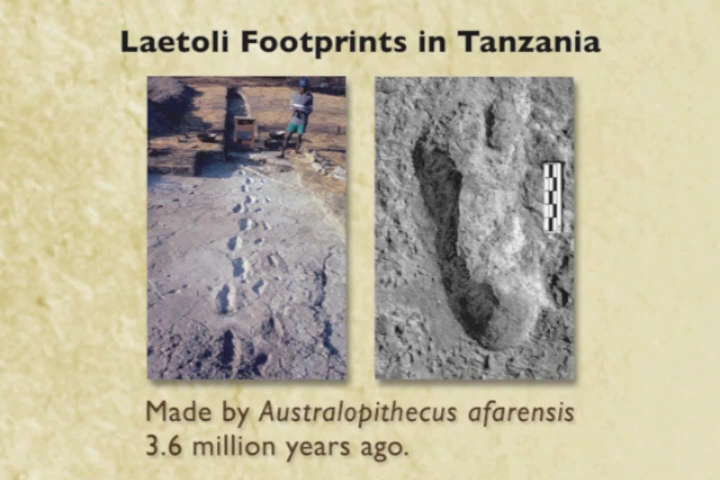 Laetoli Footprints in Tanzania
Made by Australopithecus afarensis
3.6 million years ago.